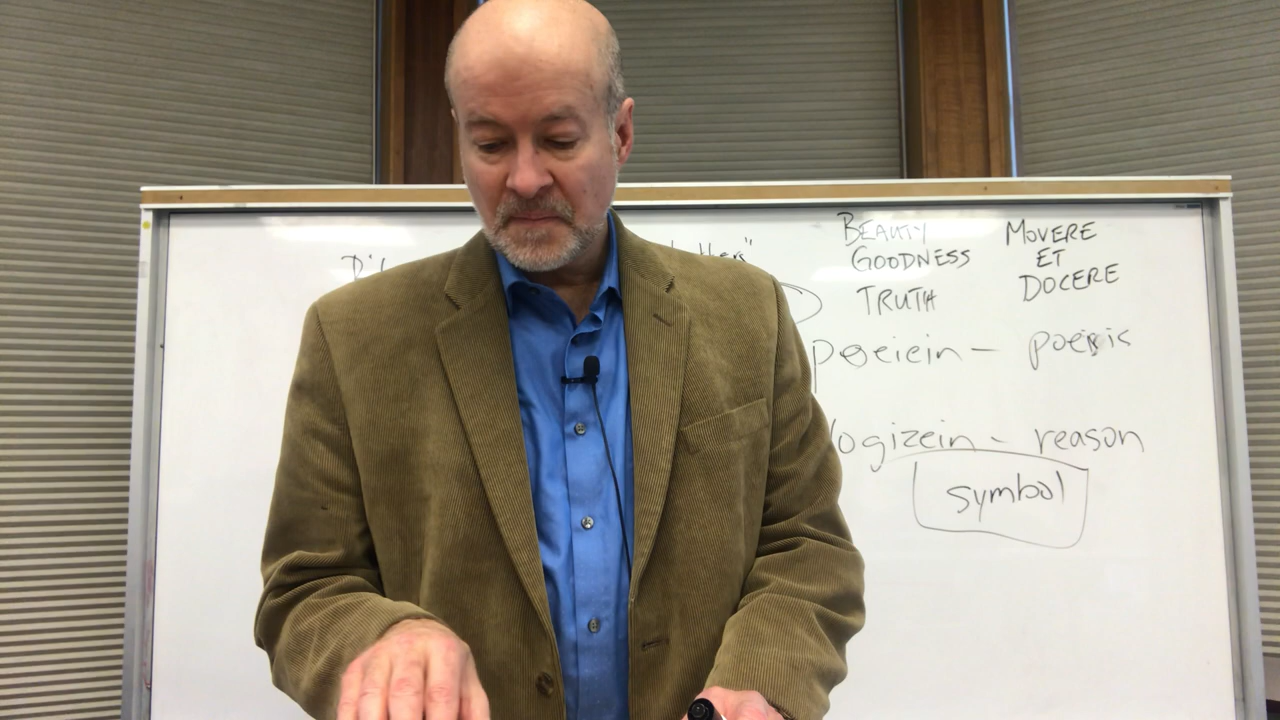 BEAUTY
GOODNESS
TRUTH
MOVERE
ET
DOCERE
poeiein - poesis
logizein - reason
symbol